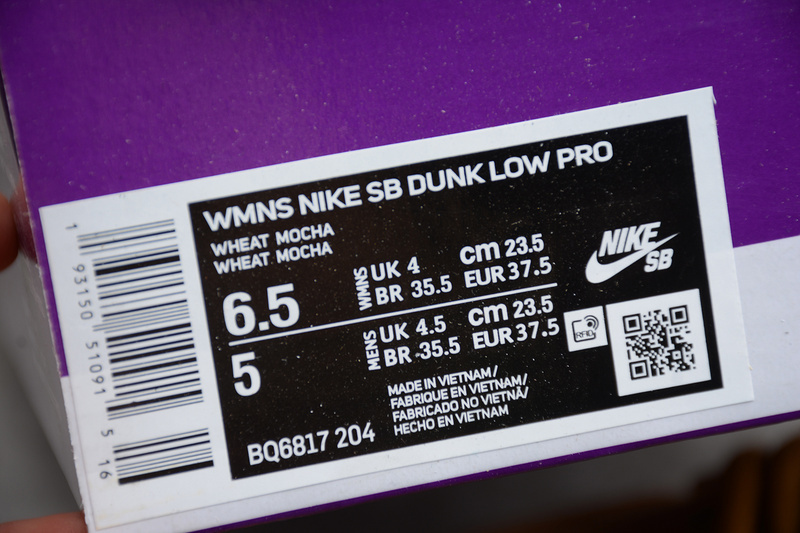 WMNS NIKE SB DUNK LOW PRO
WHEAT MOCHA
WHEAT MOCHA
6.5
WMNS
UK 4 cm 23.5
BR 35.5 EUR 37.5
5
MENS
UK 4.5 cm 23.5
BR 35.5 EUR 37.5
MADE IN VIETNAM/
FABRIQUE EN VIETNAM/
FABRICADO NO VIETNÃ/
HECHO EN VIETNAM
BQ6817 204
NIKE
SB
RFID
1 93150 51091 5 16